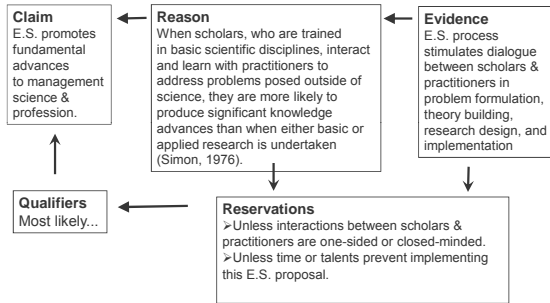 Claim
E.S. promotes
fundamental
advances
to management
science &
profession.
Reason
When scholars, who are trained
in basic scientific disciplines, interact
and learn with practitioners to
address problems posed outside of
science, they are more likely to
produce significant knowledge
advances than when either basic or
applied research is undertaken
(Simon, 1976).
Evidence
E.S. process
stimulates dialogue
between scholars &
practitioners in
problem formulation,
theory building,
research design, and
implementation
Qualifiers
Most likely...
Reservations
➢Unless interactions between scholars &
practitioners are one-sided or closed-minded.
➢Unless time or talents prevent implementing
this E.S. proposal.